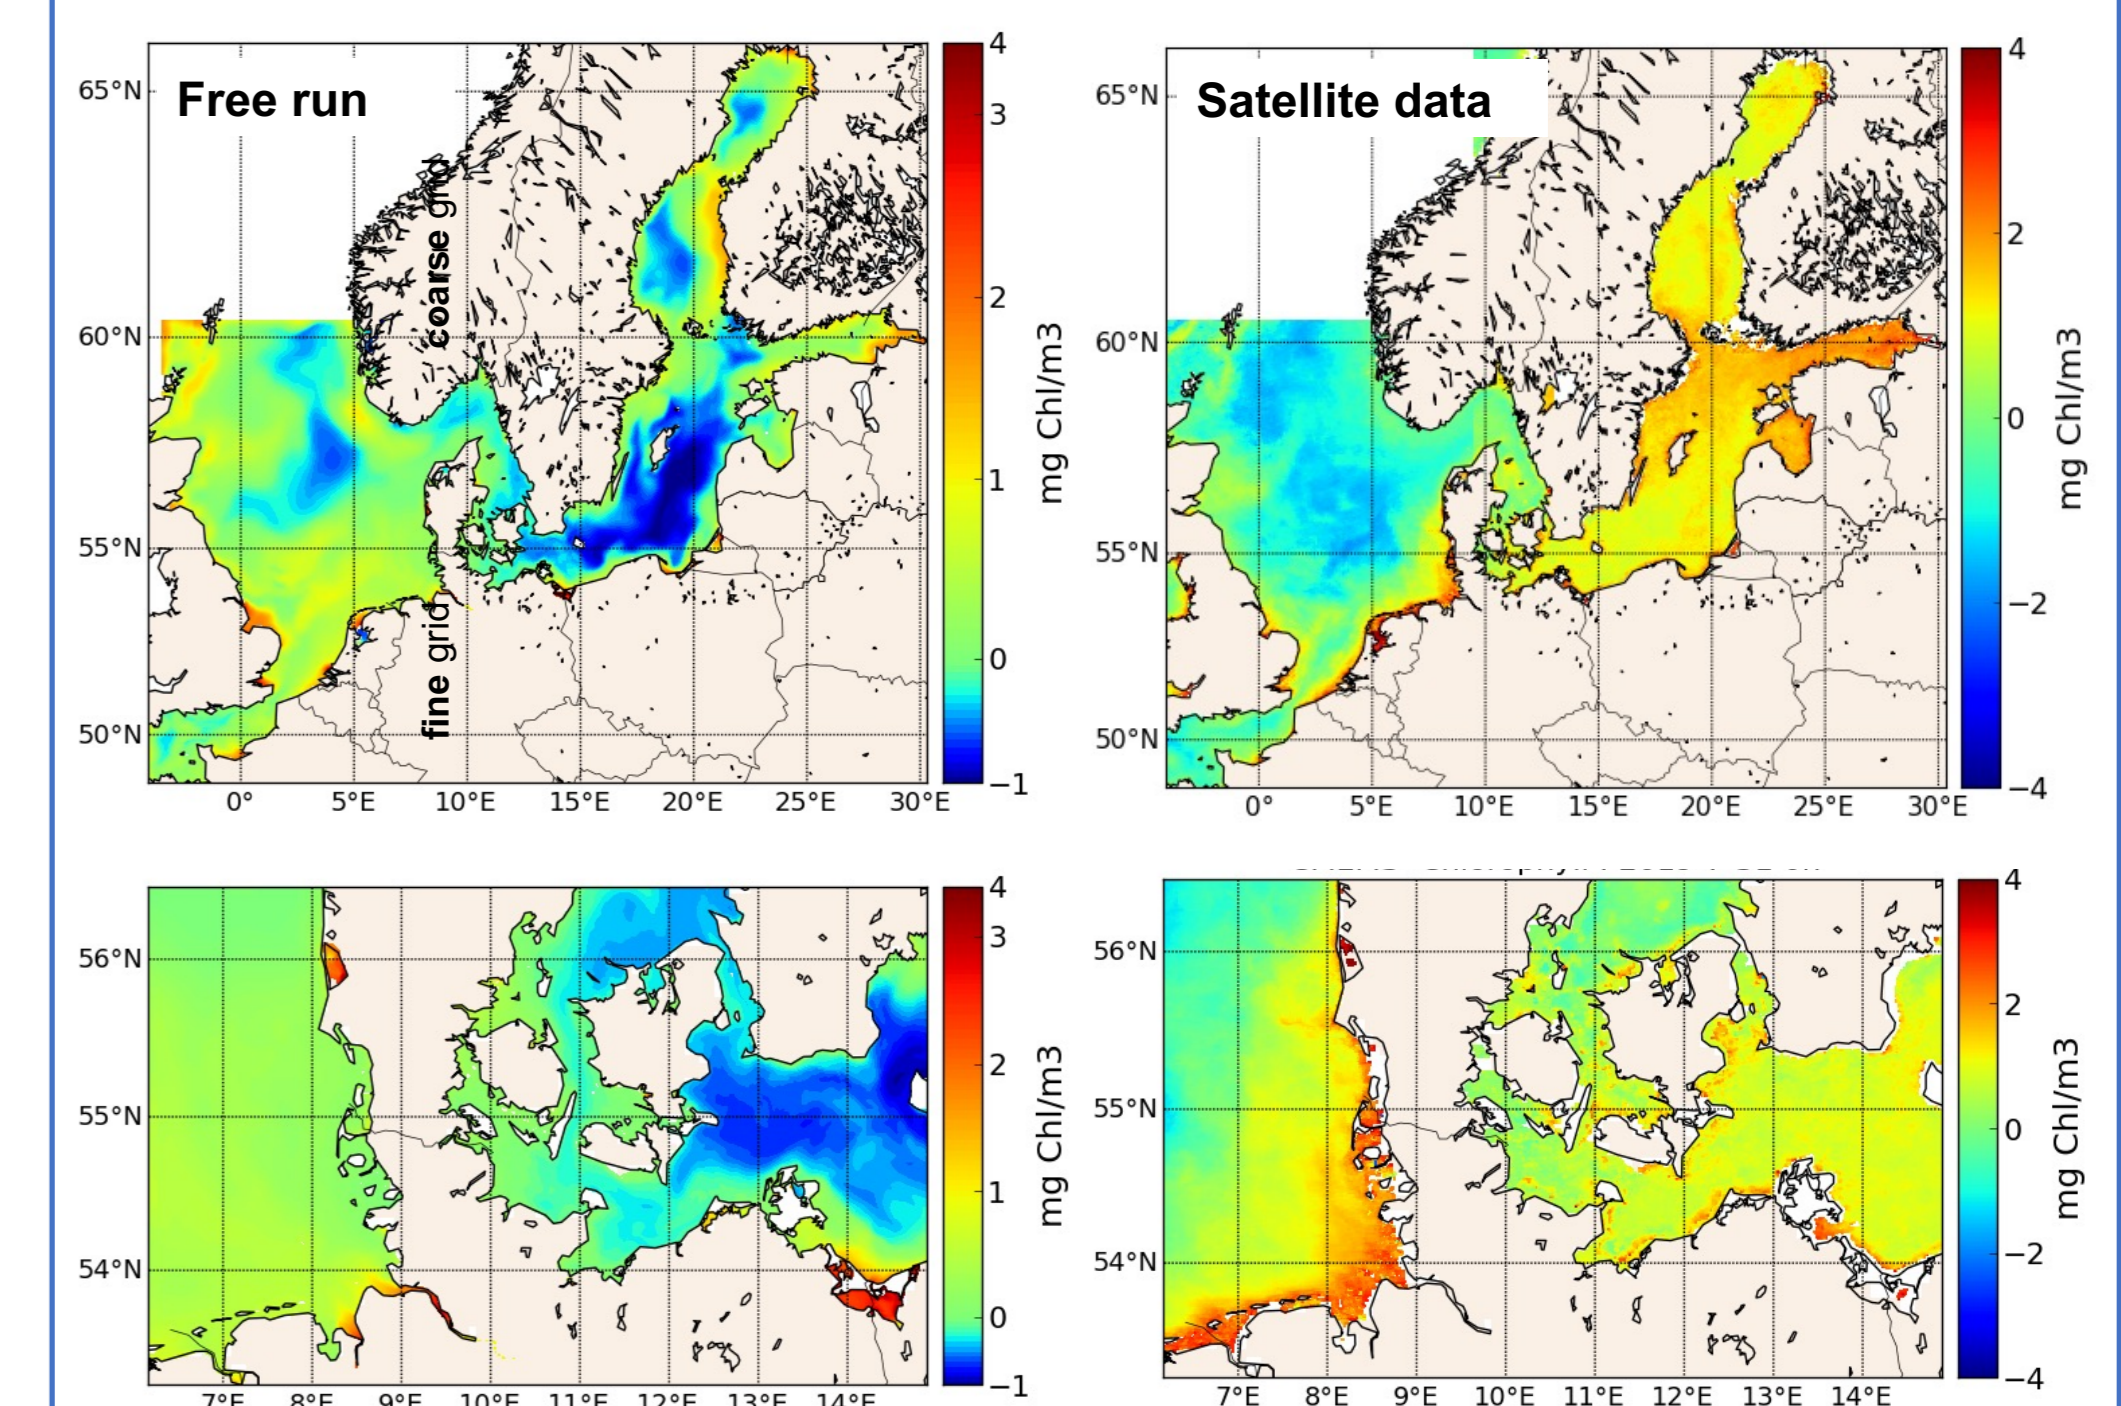 Free run
Satellite data
coarse grid
fine grid
65°N
60°N
55°N
50°N
0°
5°E
10°E
15°E
20°E
25°E
30°E
4
3
2
1
0
−1
mg Chl/m3
65°N
60°N
55°N
50°N
0°
5°E
10°E
15°E
20°E
25°E
30°E
4
2
0
−2
−4
mg Chl/m3
56°N
55°N
54°N
7°E
8°E
9°E
10°E
11°E
12°E
13°E
14°E
4
3
2
1
0
−1
mg Chl/m3
56°N
55°N
54°N
7°E
8°E
9°E
10°E
11°E
12°E
13°E
14°E
4
2
0
−2
−4
mg Chl/m3